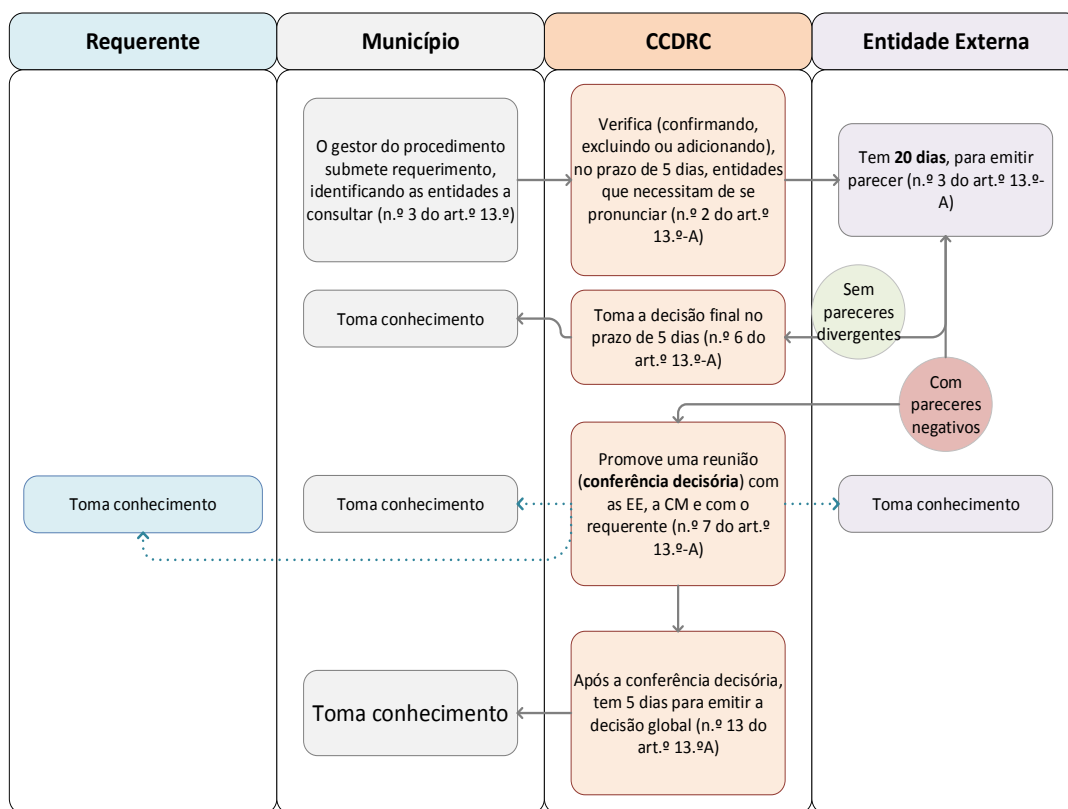 Requerente
Município
CCDRC
Entidade Externa
O gestor do procedimento
submete requerimento,
identificando as entidades a
consultar (n.º 3 do art.º 13.º)
Verifica (confirmando,
excluindo ou adicionando),
no prazo de 5 dias, entidades
que necessitam de se
pronunciar (n.º 2 do art.º
13.º-A)
Tem 20 dias, para emitir
parecer (n.º 3 do art.º 13.º-
A)
Sem
pareceres
divergentes
Toma conhecimento
Toma a decisão final no
prazo de 5 dias (n.º 6 do
art.º 13.º-A)
Com
pareceres
negativos
Toma conhecimento
Toma conhecimento
Promove uma reunião
(conferência decisória) com
as EE, a CM e com o
requerente (n.º 7 do art.º
13.º-A)
Toma conhecimento
Toma conhecimento
Após a conferência decisória,
tem 5 dias para emitir a
decisão global (n.º 13 do
art.º 13.ºA)